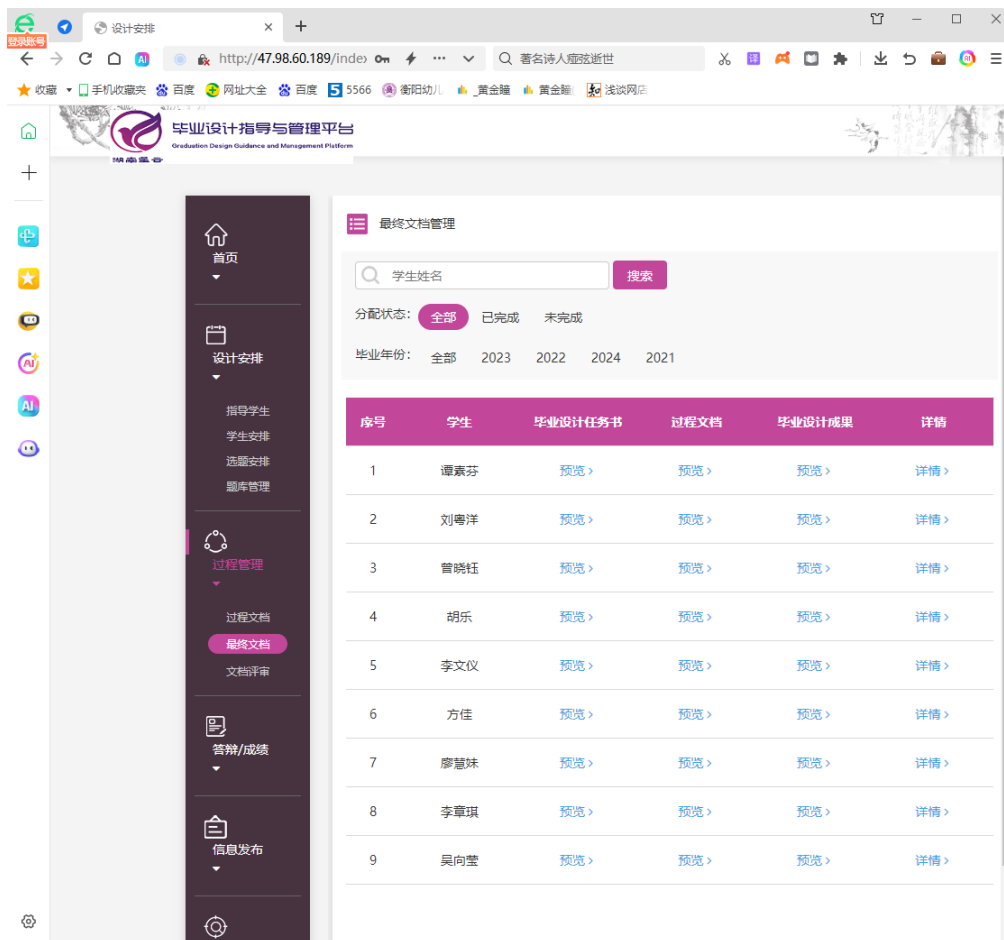 登录账号
设计安排
http://47.98.60.189/index
著名诗人痖弦逝世
译
AI
收藏 手机收藏夹 百度 网址大全 百度 5566 衡阳幼儿 _黄金瞳 黄金瞳 浅谈网店
毕业设计指导与管理平台
Graduation Design Guidance and Management Platform
首页
设计安排
指导学生
学生安排
选题安排
题库管理
过程管理
过程文档
最终文档
文档评审
答辩/成绩
信息发布
最终文档管理
学生姓名 搜索
分配状态: 全部 已完成 未完成
毕业年份: 全部 2023 2022 2024 2021
序号 学生 毕业设计任务书 过程文档 毕业设计成果 详情
1 谭素芬 预览 › 预览 › 预览 › 详情 ›
2 刘粤洋 预览 › 预览 › 预览 › 详情 ›
3 曾晓钰 预览 › 预览 › 预览 › 详情 ›
4 胡乐 预览 › 预览 › 预览 › 详情 ›
5 李文仪 预览 › 预览 › 预览 › 详情 ›
6 方佳 预览 › 预览 › 预览 › 详情 ›
7 廖慧妹 预览 › 预览 › 预览 › 详情 ›
8 李章琪 预览 › 预览 › 预览 › 详情 ›
9 吴向莹 预览 › 预览 › 预览 › 详情 ›